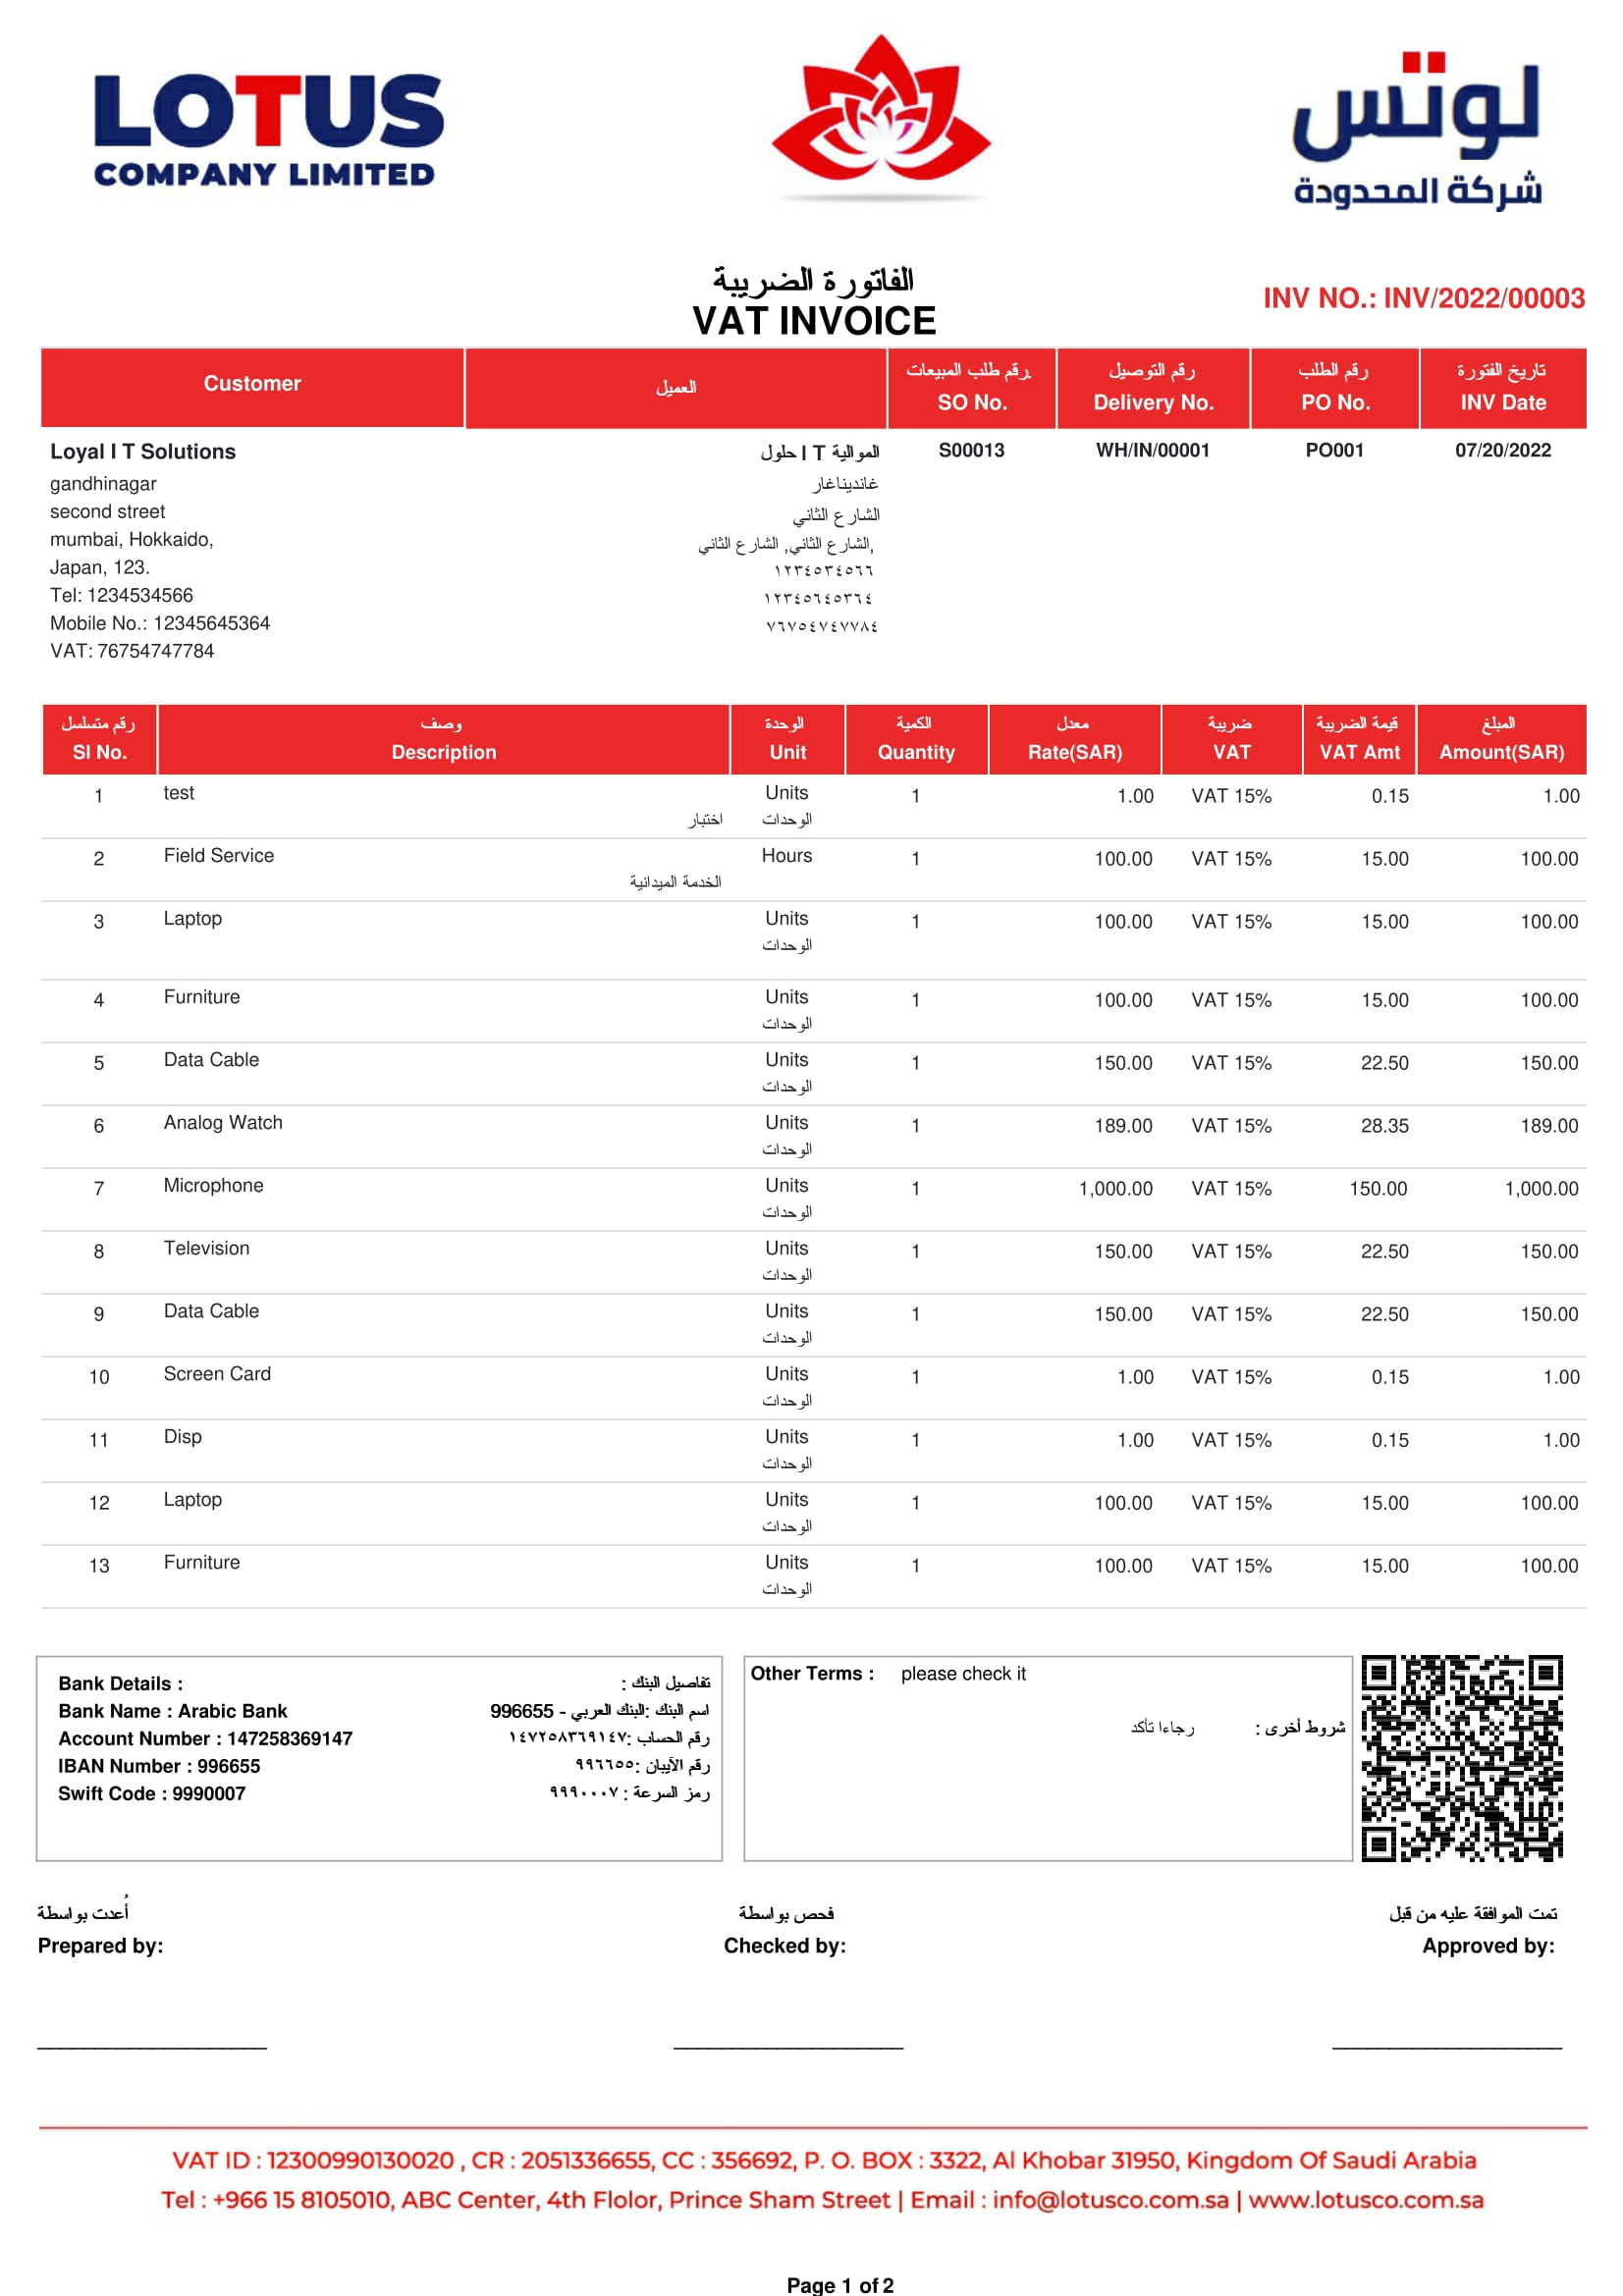 LOTUS
COMPANY LIMITED
لوتس
شركة المحدودة
الفاتورة الضريبة
VAT INVOICE
INV NO.: INV/2022/00003
Customer
العميل
رقم طلب المبيعات.
SO No.
رقم التوصيل
Delivery No.
رقم الطلب
PO No.
تاريخ الفتورة
INV Date
Loyal I T Solutions
الموالية I T حلول
S00013 WH/IN/00001 PO001 07/20/2022
gandhinagar
غانديناغار
second street
الشارع الثاني
mumbai, Hokkaido,
الشارع الثاني, الشارع الثاني,
Japan, 123.
١٢٣٤٥٣٤٥٦٦
Tel: 1234534566
١٢٣٤٥٦٤٥٣٦٤
Mobile No.: 12345645364
٧٦٧٥٤٧٤٧٧٨٤
VAT: 76754747784
رقم متسلسل
Sl No.
وصف
Description
الوحدة
Unit
الكمية
Quantity
معدل
Rate(SAR)
ضريبة
VAT
قيمة الضريبة
VAT Amt
المبلغ
Amount(SAR)
1 test Units 1 1.00 VAT 15% 0.15 1.00
اختبار الوحدات
2 Field Service Hours 1 100.00 VAT 15% 15.00 100.00
الخدمة الميدانية
3 Laptop Units 1 100.00 VAT 15% 15.00 100.00
الوحدات
4 Furniture Units 1 100.00 VAT 15% 15.00 100.00
الوحدات
5 Data Cable Units 1 150.00 VAT 15% 22.50 150.00
الوحدات
6 Analog Watch Units 1 189.00 VAT 15% 28.35 189.00
الوحدات
7 Microphone Units 1 1,000.00 VAT 15% 150.00 1,000.00
الوحدات
8 Television Units 1 150.00 VAT 15% 22.50 150.00
الوحدات
9 Data Cable Units 1 150.00 VAT 15% 22.50 150.00
الوحدات
10 Screen Card Units 1 1.00 VAT 15% 0.15 1.00
الوحدات
11 Disp Units 1 1.00 VAT 15% 0.15 1.00
الوحدات
12 Laptop Units 1 100.00 VAT 15% 15.00 100.00
الوحدات
13 Furniture Units 1 100.00 VAT 15% 15.00 100.00
الوحدات
Bank Details :
تفاصيل البنك :
Bank Name : Arabic Bank
اسم البنك :البنك العربي - 996655
Account Number : 147258369147
رقم الحساب :١٤٧٢٥٨٣٦٩١٤٧
IBAN Number : 996655
رقم الآيبان :٩٩٦٦٥٥
Swift Code : 9990007
رمز السرعة : ٩٩٩٠٠٠٧
Other Terms : please check it
شروط أخرى : رجاءا تأكد
أُعدت بواسطة
Prepared by:
فحص بواسطة
Checked by:
تمت الموافقة عليه من قبل
Approved by:
VAT ID : 12300990130020 , CR : 2051336655, CC : 356692, P. O. BOX : 3322, Al Khobar 31950, Kingdom Of Saudi Arabia
Tel : +966 15 8105010, ABC Center, 4th Flolor, Prince Sham Street | Email : info@lotusco.com.sa | www.lotusco.com.sa
Page 1 of 2